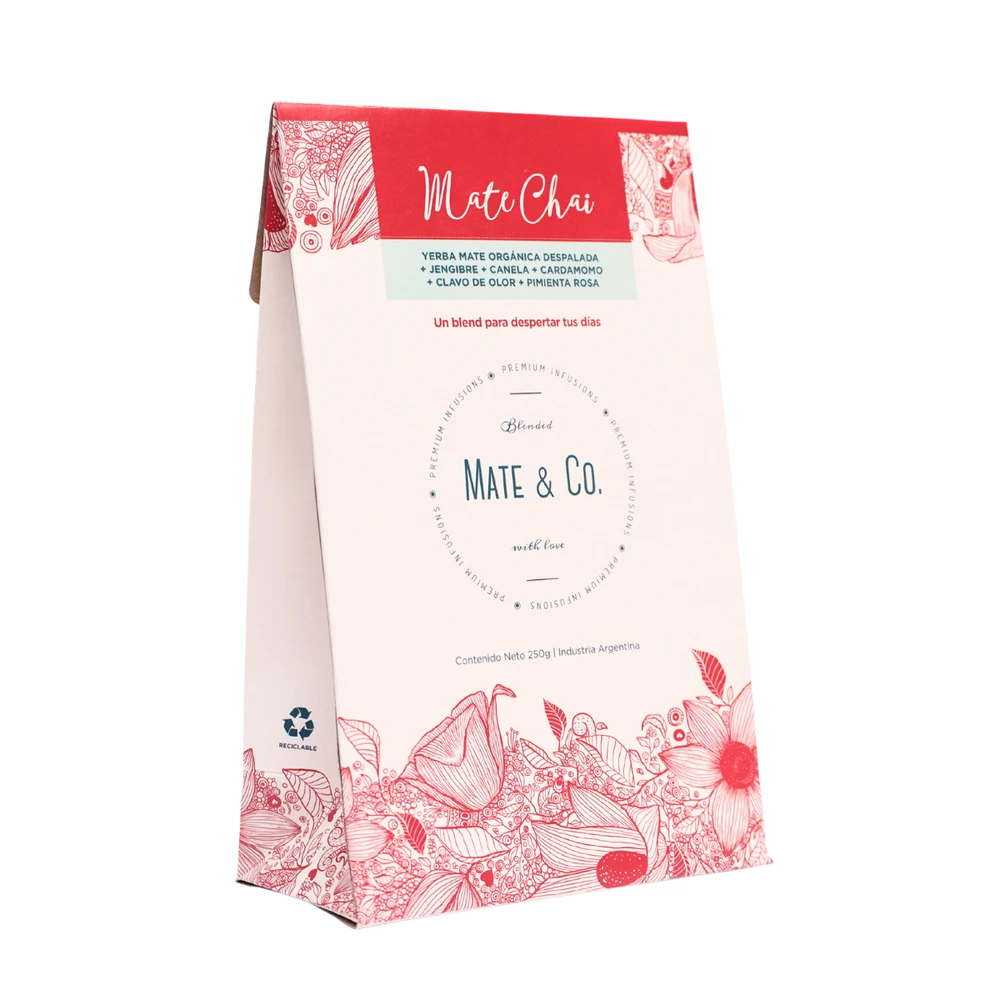 Mate Chai
YERBA MATE ORGÁNICA DESPALADA
+ JENGIBRE + CANELA + CARDAMOMO
+ CLAVO DE OLOR + PIMIENTA ROSA
Un blend para despertar tus días
PREMIUM INFUSIONS • PREMIUM INFUSIONS • PREMIUM INFUSIONS • PREMIUM INFUSIONS • PREMIUM INFUSIONS •
Blended
MATE & CO.
with love
Contenido Neto 250g | Industria Argentina
RECICLABLE